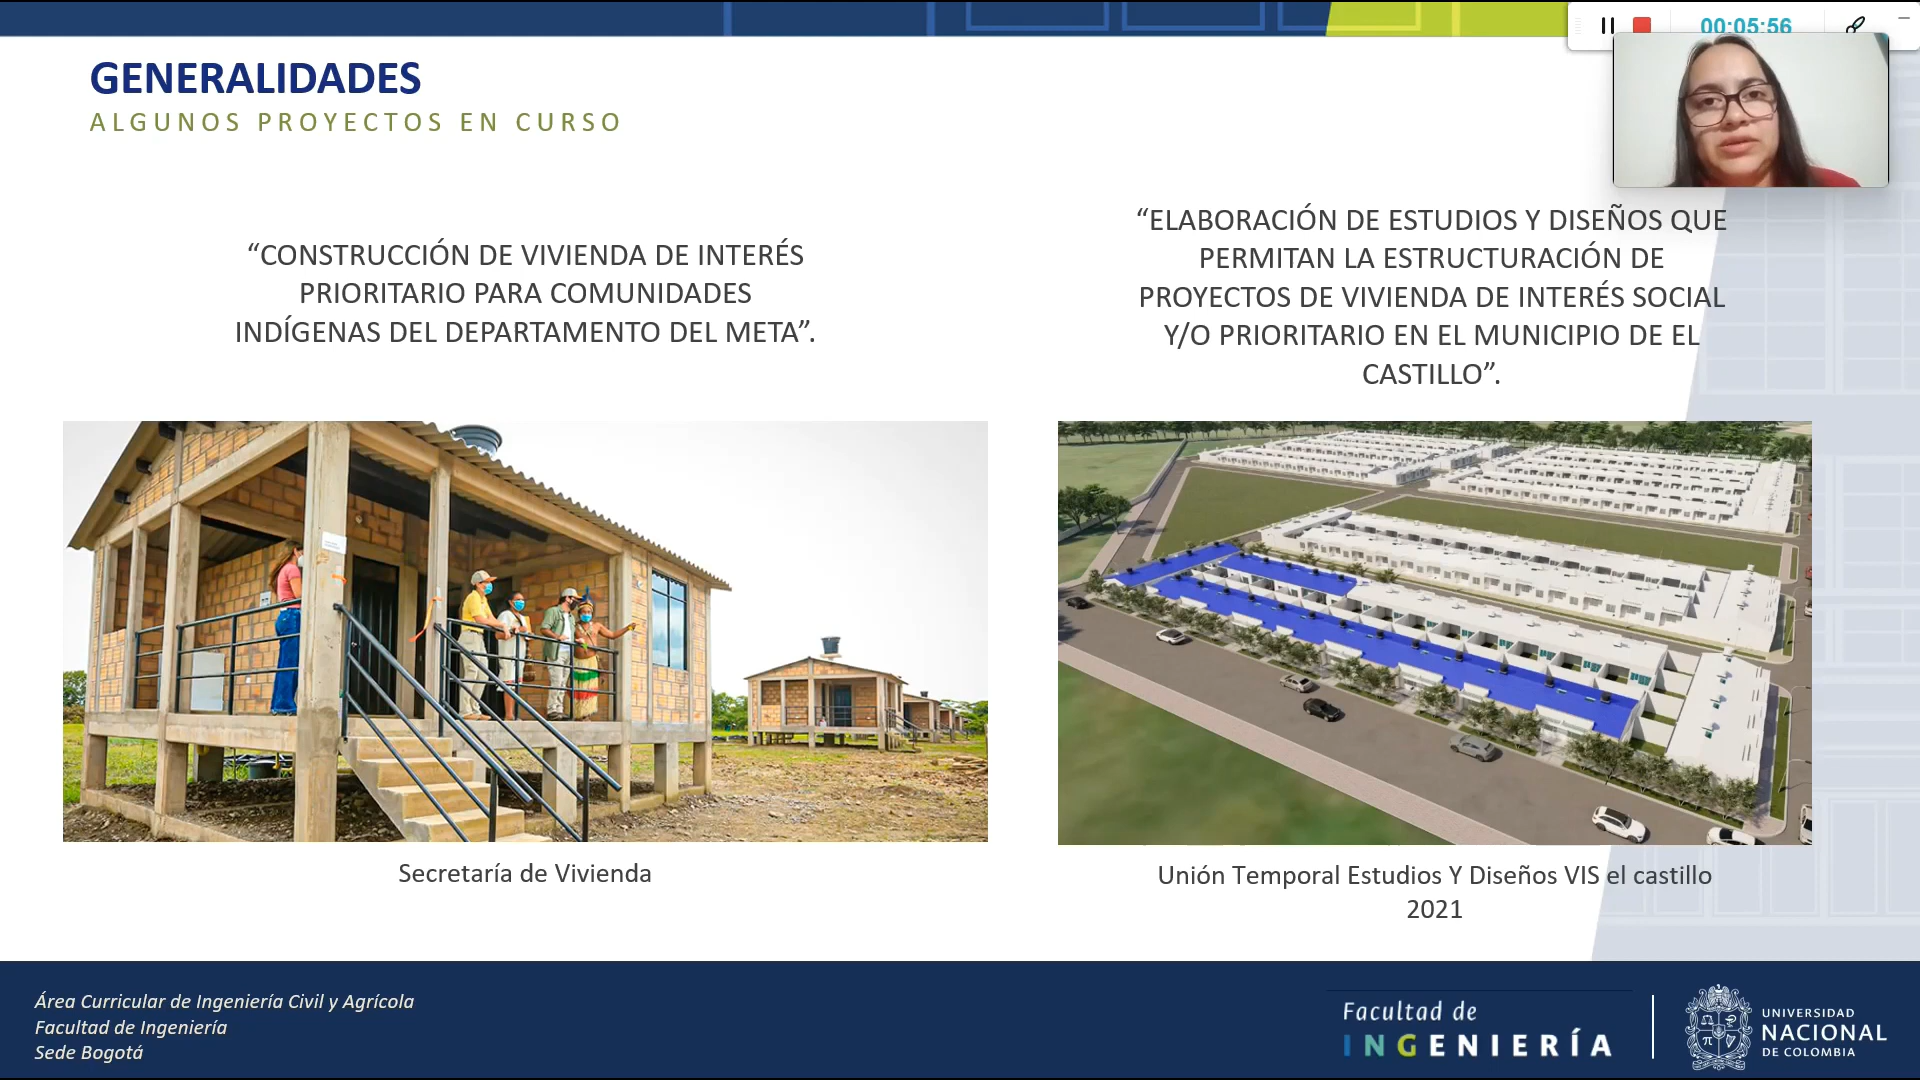 00:05:56
GENERALIDADES
ALGUNOS PROYECTOS EN CURSO
“CONSTRUCCIÓN DE VIVIENDA DE INTERÉS
PRIORITARIO PARA COMUNIDADES
INDÍGENAS DEL DEPARTAMENTO DEL META”.
“ELABORACIÓN DE ESTUDIOS Y DISEÑOS QUE
PERMITAN LA ESTRUCTURACIÓN DE
PROYECTOS DE VIVIENDA DE INTERÉS SOCIAL
Y/O PRIORITARIO EN EL MUNICIPIO DE EL
CASTILLO”.
Secretaría de Vivienda
Unión Temporal Estudios Y Diseños VIS el castillo
2021
Área Curricular de Ingeniería Civil y Agrícola
Facultad de Ingeniería
Sede Bogotá
Facultad de
INGENIERÍA
UNIVERSIDAD
NACIONAL
DE COLOMBIA